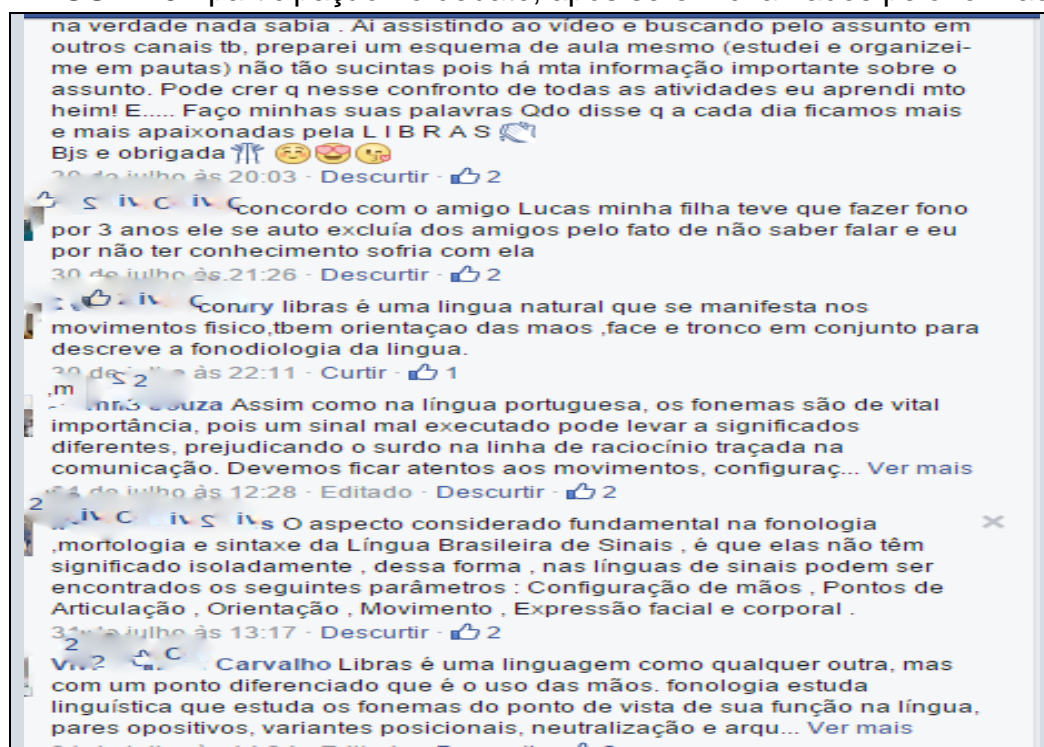 na verdade nada sabia . Ai assistindo ao vídeo e buscando pelo assunto em
outros canais tb, preparei um esquema de aula mesmo (estudei e organizei-
me em pautas) não tão sucintas pois há mta informação importante sobre o
assunto. Pode crer q nesse confronto de todas as atividades eu aprendi mto
heim! E..... Faço minhas suas palavras Qdo disse q a cada dia ficamos mais
e mais apaixonadas pela L I B R A S
Bjs e obrigada
de julho às 20:03 · Descurtir · 2
concordo com o amigo Lucas minha filha teve que fazer fono
por 3 anos ele se auto excluía dos amigos pelo fato de não saber falar e eu
por não ter conhecimento sofria com ela
30 de julho às 21:26 · Descurtir · 2
libras é uma lingua natural que se manifesta nos
movimentos fisico,tbem orientaçao das maos ,face e tronco em conjunto para
descreve a fonodiologia da lingua.
às 22:11 · Curtir · 1
Assim como na língua portuguesa, os fonemas são de vital
importância, pois um sinal mal executado pode levar a significados
diferentes, prejudicando o surdo na linha de raciocínio traçada na
comunicação. Devemos ficar atentos aos movimentos, configuraç... Ver mais
de julho às 12:28 · Editado · Descurtir · 2
O aspecto considerado fundamental na fonologia
,morfologia e sintaxe da Língua Brasileira de Sinais , é que elas não têm
significado isoladamente , dessa forma , nas línguas de sinais podem ser
encontrados os seguintes parâmetros : Configuração de mãos , Pontos de
Articulação , Orientação , Movimento , Expressão facial e corporal .
julho às 13:17 · Descurtir · 2
Carvalho Libras é uma linguagem como qualquer outra, mas
com um ponto diferenciado que é o uso das mãos. fonologia estuda
linguística que estuda os fonemas do ponto de vista de sua função na língua,
pares opositivos, variantes posicionais, neutralização e arqu... Ver mais